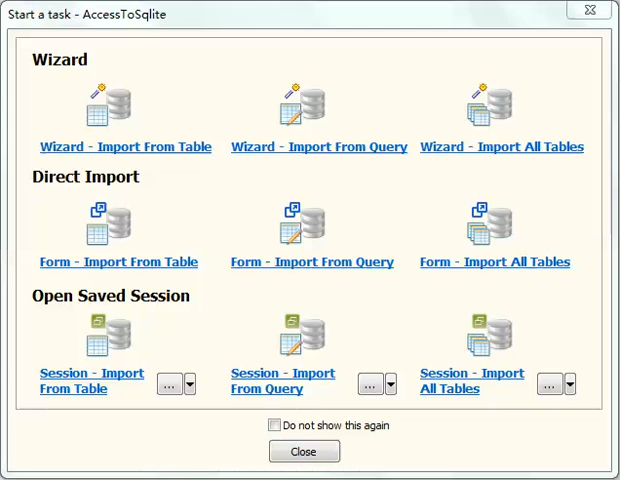 Start a task - AccessToSqlite
Wizard
Wizard - Import From Table
Wizard - Import From Query
Wizard - Import All Tables
Direct Import
Form - Import From Table
Form - Import From Query
Form - Import All Tables
Open Saved Session
Session - Import
From Table
...
Session - Import
From Query
...
Session - Import
All Tables
...
Do not show this again
Close